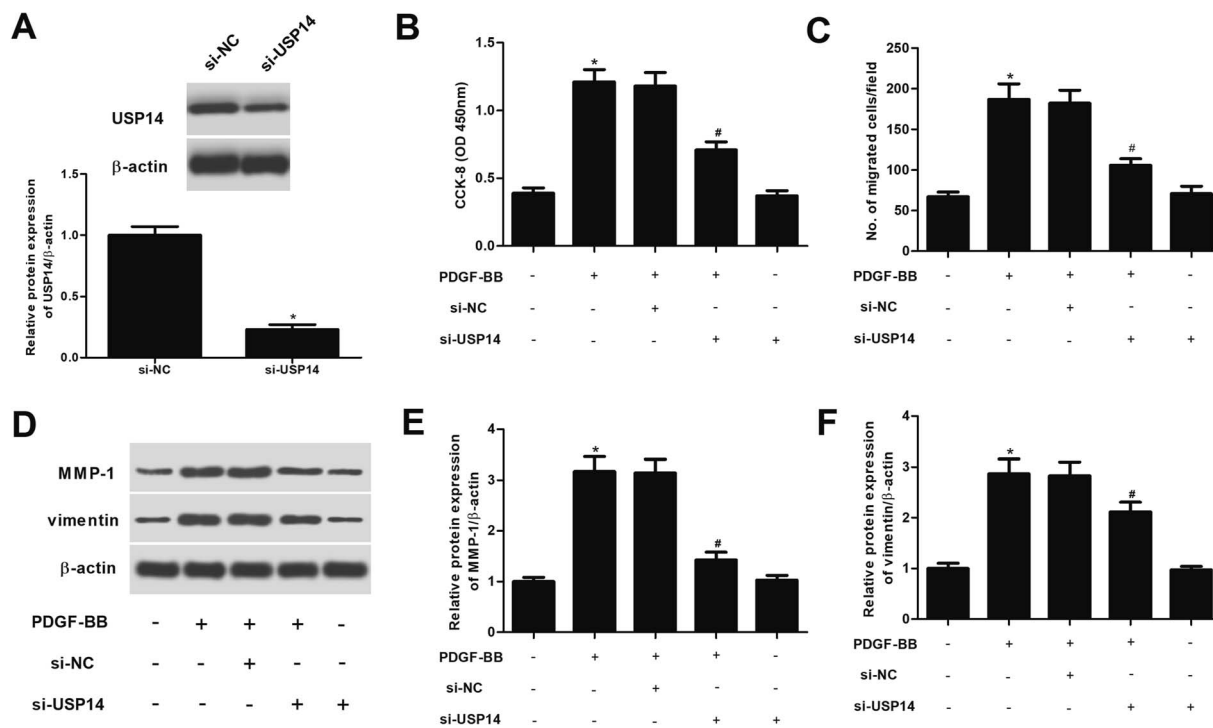 A
si-NC si-USP14
USP14
β-actin
Relative protein expression
of USP14/β-actin
1.5
1.0
0.5
0.0
*
si-NC si-USP14
B
CCK-8 (OD 450nm)
1.5
1.0
0.5
0.0
* #
PDGF-BB - + + + -
si-NC - - + - -
si-USP14 - - - + +
C
No. of migrated cells/field
250
200
150
100
50
0
* #
PDGF-BB - + + + -
si-NC - - + - -
si-USP14 - - - + +
D
MMP-1
vimentin
β-actin
PDGF-BB - + + + -
si-NC - - + - -
si-USP14 - - - + +
E
Relative protein expression
of MMP-1/β-actin
4
3
2
1
0
* #
PDGF-BB - + + + -
si-NC - - + - -
si-USP14 - - - + +
F
Relative protein expression
of vimentin/β-actin
4
3
2
1
0
* #
PDGF-BB - + + + -
si-NC - - + - -
si-USP14 - - - + +